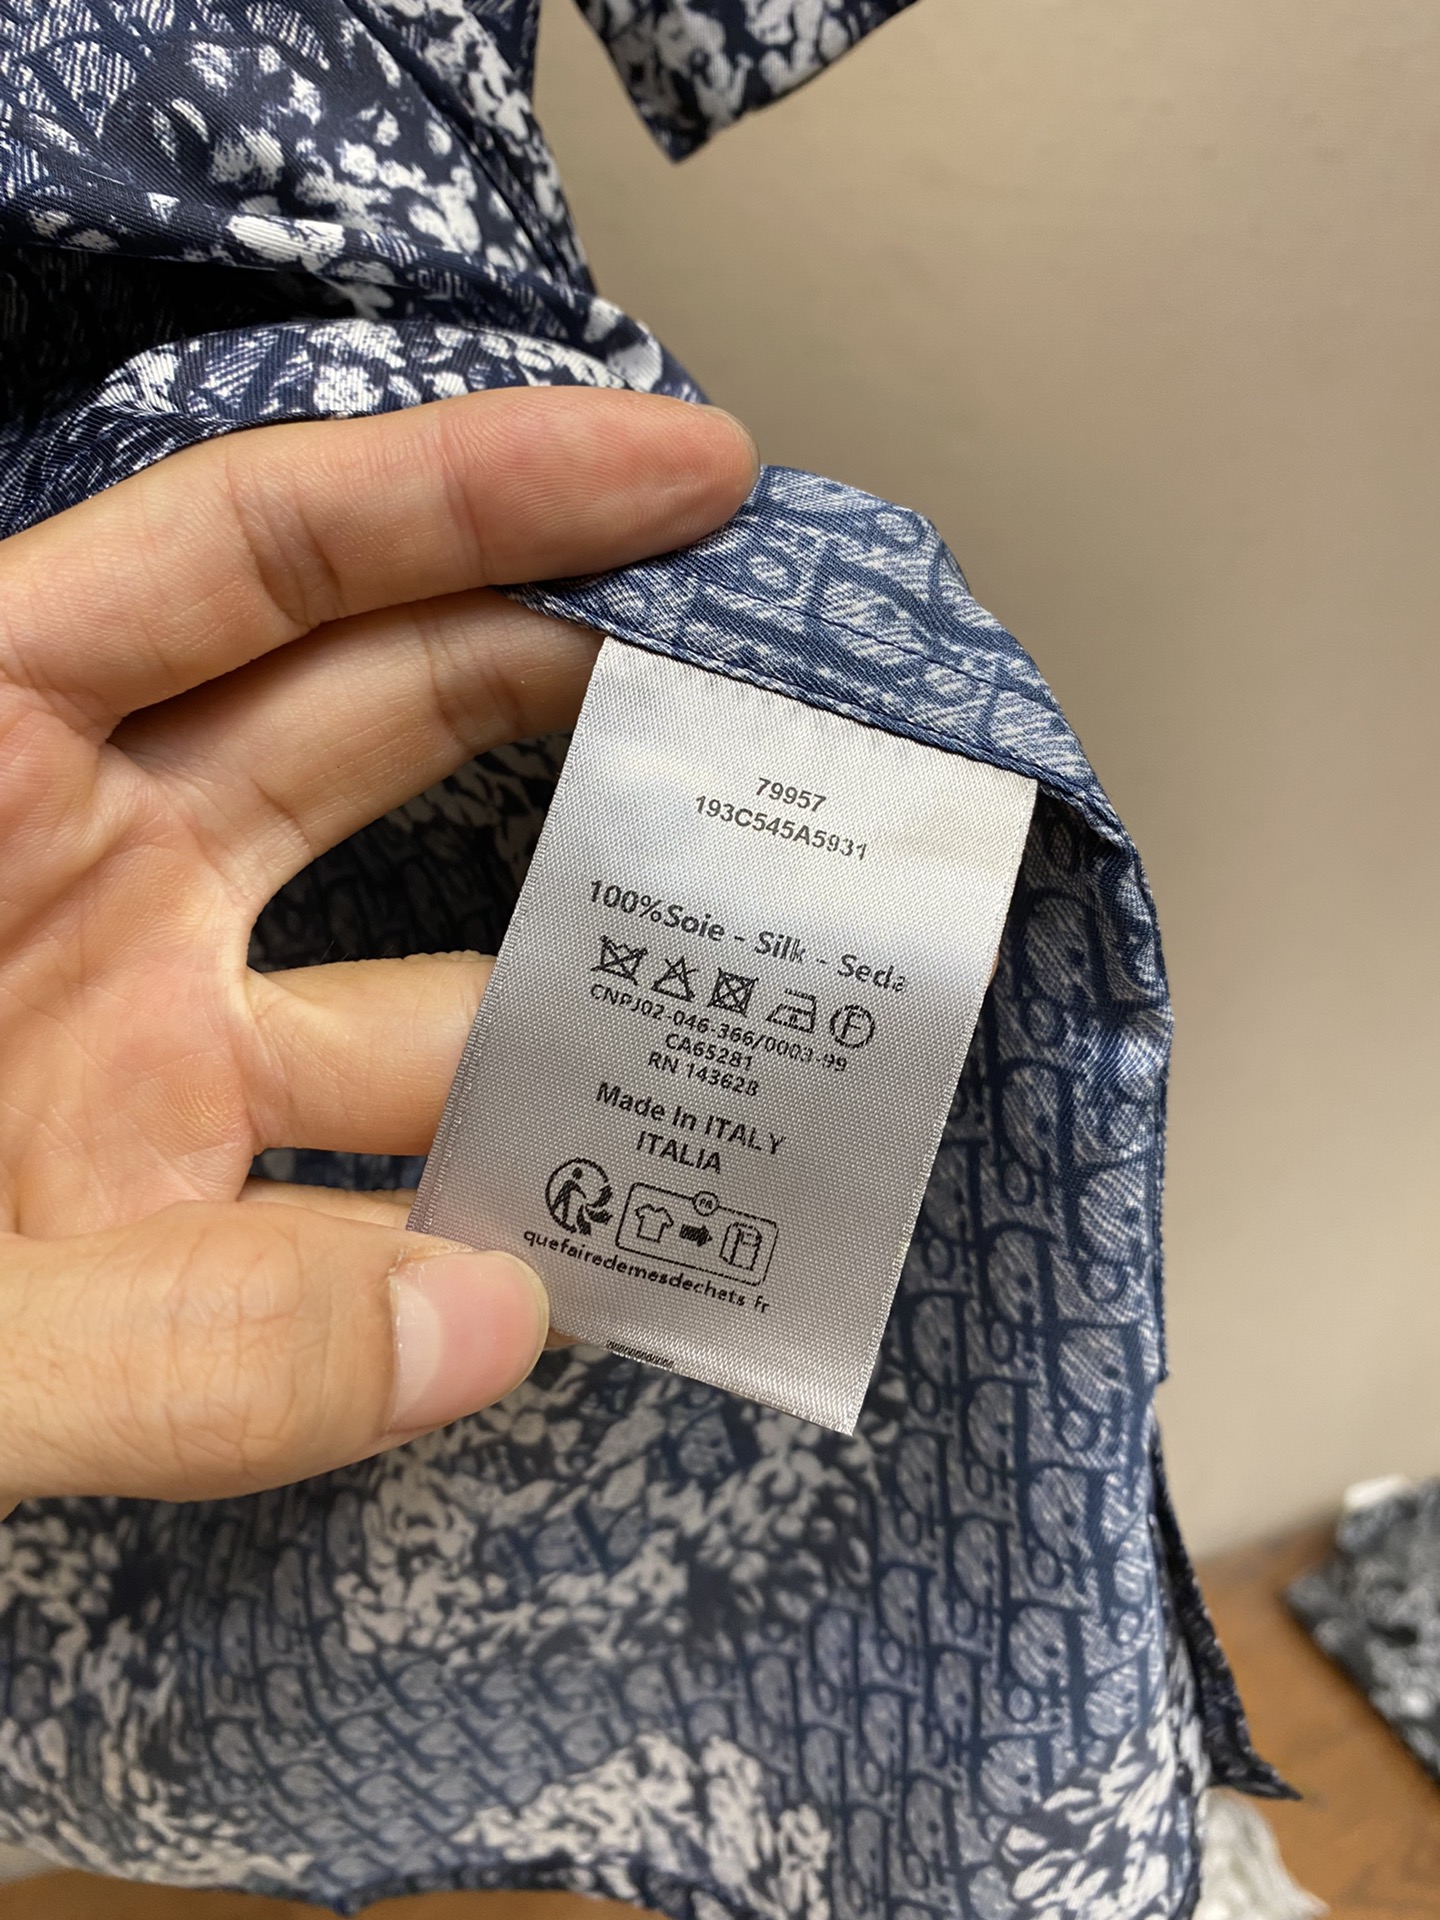 79957
193C545A5931
100%Soie - Silk - Seda
CNPJ02-046-366/0003-99
CA65281
RN 143628
Made In ITALY
ITALIA
FR
quefairedemesdechets.fr